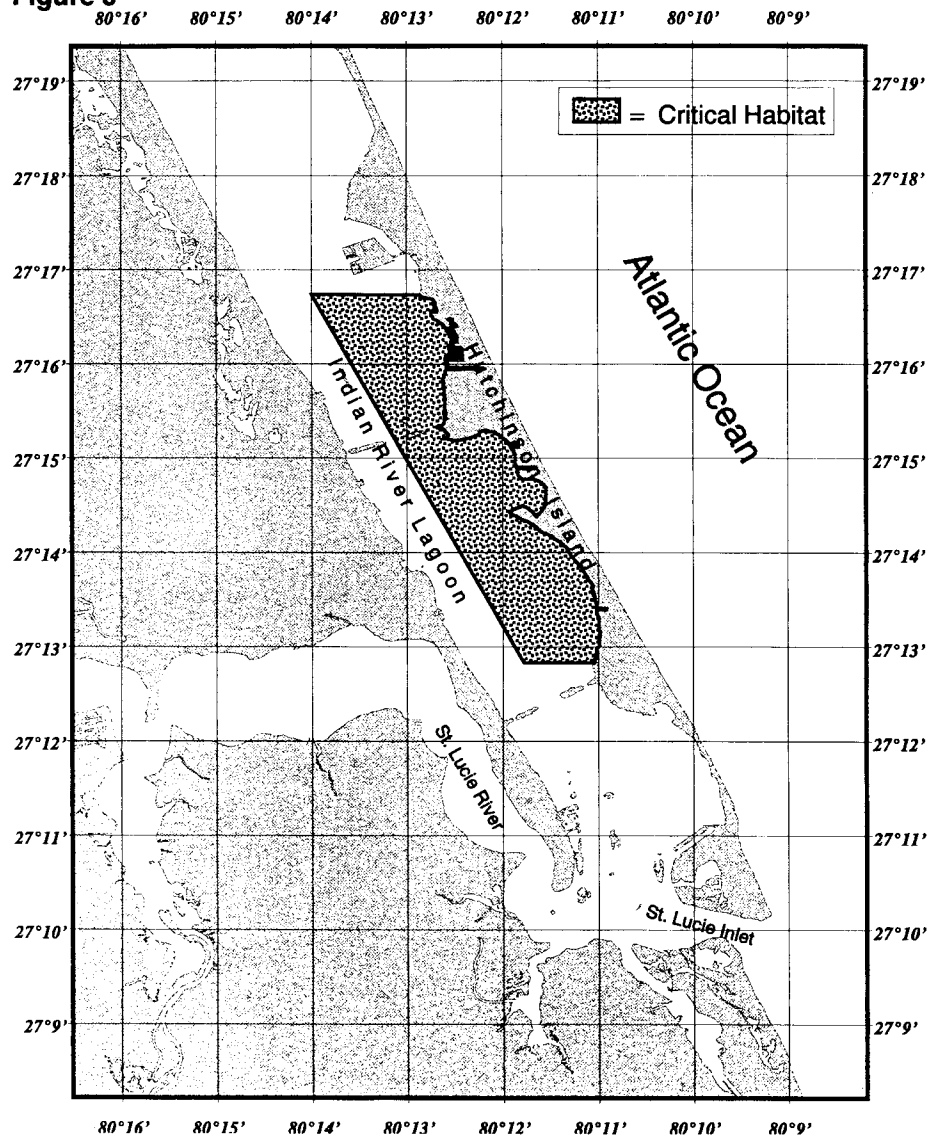 Figure 3
80°16' 80°15' 80°14' 80°13' 80°12' 80°11' 80°10' 80°9'
27°19' 27°19'
= Critical Habitat
27°18' 27°18'
27°17' 27°17'
Atlantic Ocean
27°16' 27°16'
Hutchinson Island
Indian River Lagoon
27°15' 27°15'
27°14' 27°14'
27°13' 27°13'
27°12' 27°12'
St. Lucie River
27°11' 27°11'
St. Lucie Inlet
27°10' 27°10'
27°9' 27°9'
80°16' 80°15' 80°14' 80°13' 80°12' 80°11' 80°10' 80°9'